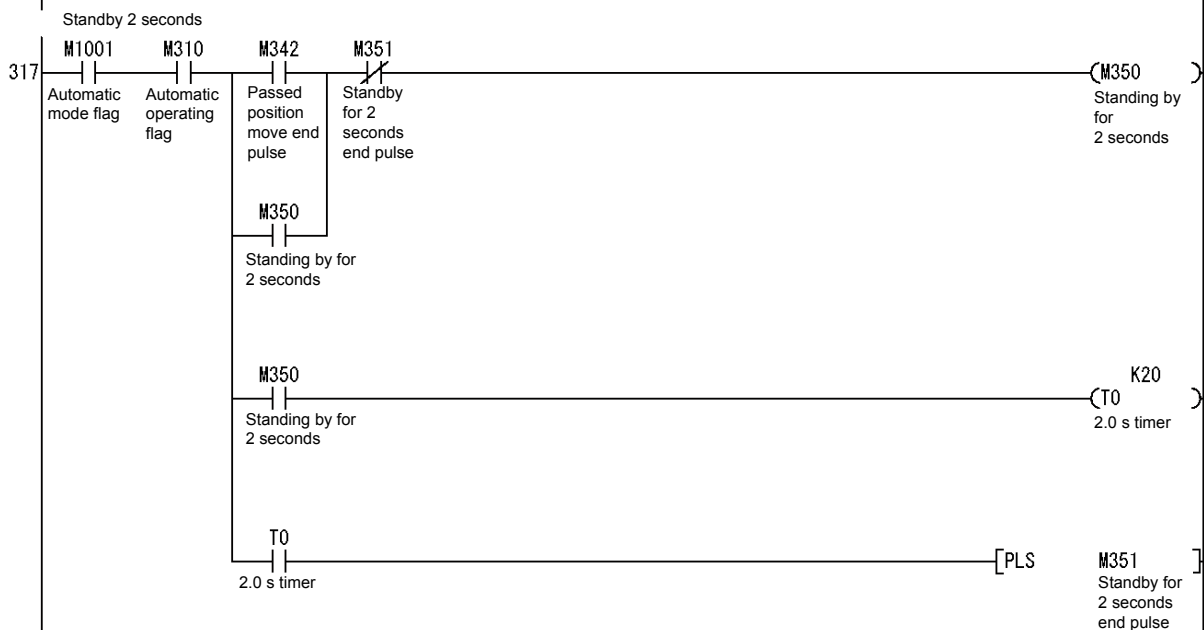 Standby 2 seconds
M1001 M310 M342 M351
317 (M350 )
Automatic mode flag
Automatic operating flag
Passed position move end pulse
Standby for 2 seconds end pulse
Standing by for 2 seconds
M350
Standing by for 2 seconds
M350 K20
(T0 )
Standing by for 2 seconds
2.0 s timer
T0
[PLS M351 ]
2.0 s timer
Standby for 2 seconds end pulse